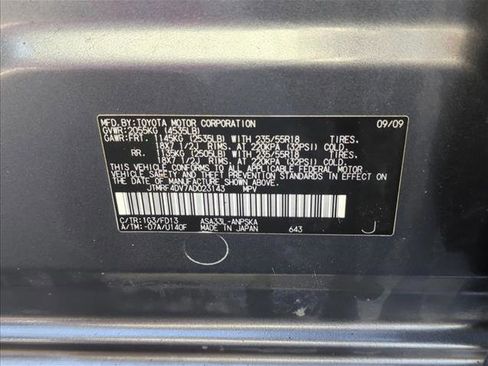 MFD.BY:TOYOTA MOTOR CORPORATION 09/09
GVWR:2055KG (4535LB)
GAWR:FRT. 1145KG (2535LB) WITH 235/55R18 TIRES,
18X7 1/2J RIMS, AT 220KPA (32PSI) COLD.
RR. 1135KG (2505LB) WITH 235/55R18 TIRES,
18X7 1/2J RIMS, AT 220KPA (32PSI) COLD.
THIS VEHICLE CONFORMS TO ALL APPLICABLE FEDERAL MOTOR
VEHICLE SAFETY AND THEFT PREVENTION STANDARDS IN EFFECT
ON THE DATE OF MANUFACTURE SHOWN ABOVE.
JTMRF4DV7AD023143 MPV
C/TR:1G3/FD13 ASA33L-ANPSKA
A/TM:-07A/U140F MADE IN JAPAN 643 J